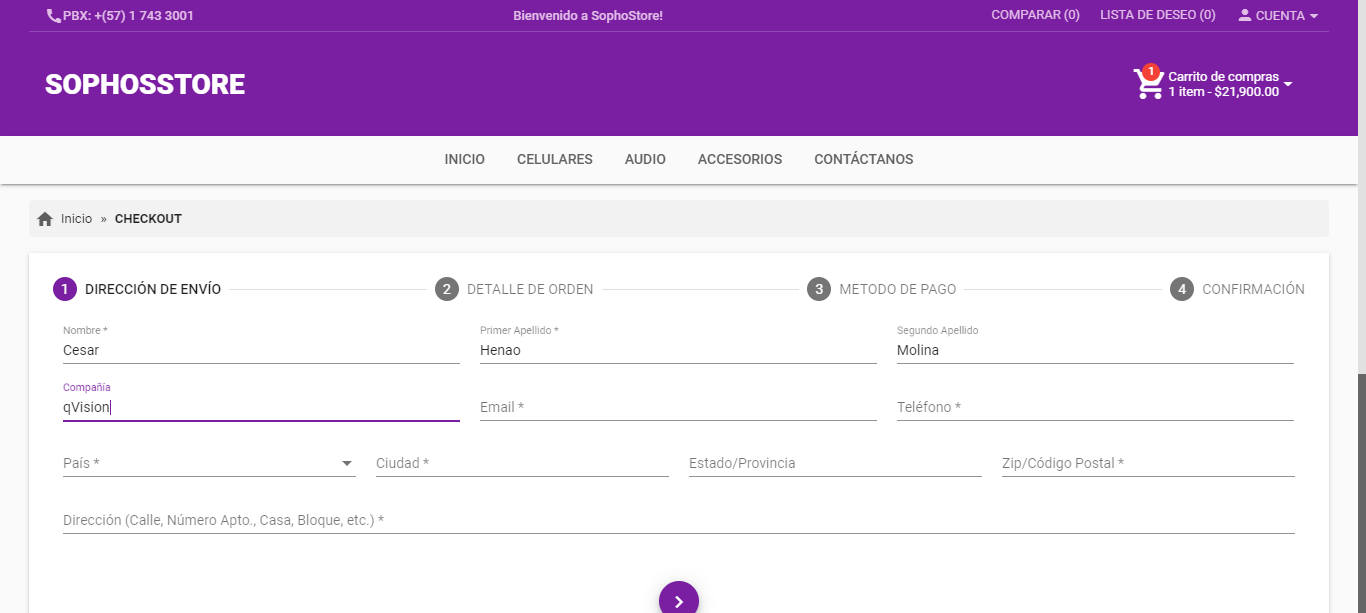 PBX: +(57) 1 743 3001 Bienvenido a SophoStore! COMPARAR (0) LISTA DE DESEO (0) CUENTA
SOPHOSSTORE
1
Carrito de compras
1 item - $21,900.00
INICIO CELULARES AUDIO ACCESORIOS CONTÁCTANOS
Inicio » CHECKOUT
1 DIRECCIÓN DE ENVÍO 2 DETALLE DE ORDEN 3 METODO DE PAGO 4 CONFIRMACIÓN
Nombre * Primer Apellido * Segundo Apellido
Cesar Henao Molina
Compañía
qVision Email * Teléfono *
País * Ciudad * Estado/Provincia Zip/Código Postal *
Dirección (Calle, Número Apto., Casa, Bloque, etc.) *